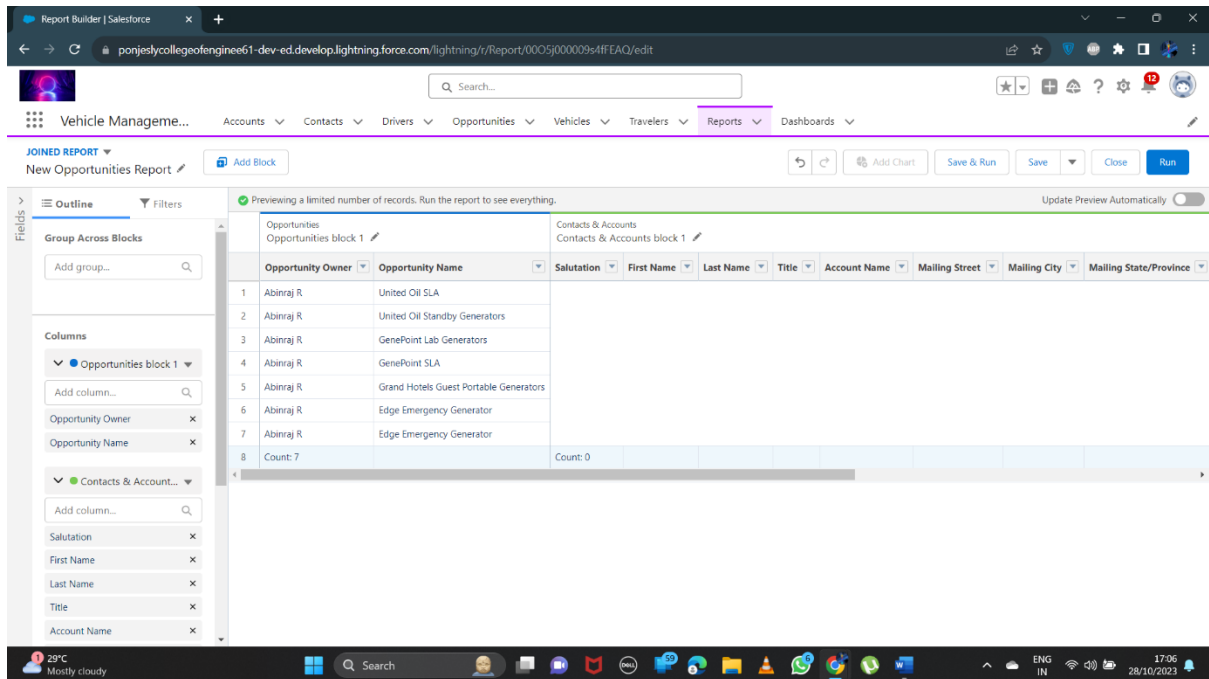 Report Builder | Salesforce
ponjeslycollegeofenginee61-dev-ed.develop.lightning.force.com/lightning/r/Report/00O5j000009s4fFEAQ/edit
Search...
12
Vehicle Manageme... Accounts Contacts Drivers Opportunities Vehicles Travelers Reports Dashboards
JOINED REPORT
New Opportunities Report
Add Block
Add Chart Save & Run Save Close Run
Fields
Outline Filters
Previewing a limited number of records. Run the report to see everything.
Update Preview Automatically
Group Across Blocks
Add group...
Columns
Opportunities block 1
Add column...
Opportunity Owner
Opportunity Name
Contacts & Account...
Add column...
Salutation
First Name
Last Name
Title
Account Name
Opportunities Contacts & Accounts
Opportunities block 1 Contacts & Accounts block 1
Opportunity Owner Opportunity Name Salutation First Name Last Name Title Account Name Mailing Street Mailing City Mailing State/Province
1 Abinraj R United Oil SLA
2 Abinraj R United Oil Standby Generators
3 Abinraj R GenePoint Lab Generators
4 Abinraj R GenePoint SLA
5 Abinraj R Grand Hotels Guest Portable Generators
6 Abinraj R Edge Emergency Generator
7 Abinraj R Edge Emergency Generator
8 Count: 7 Count: 0
1
29°C
Mostly cloudy
Search
DELL
59
6
ENG
IN
17:06
28/10/2023